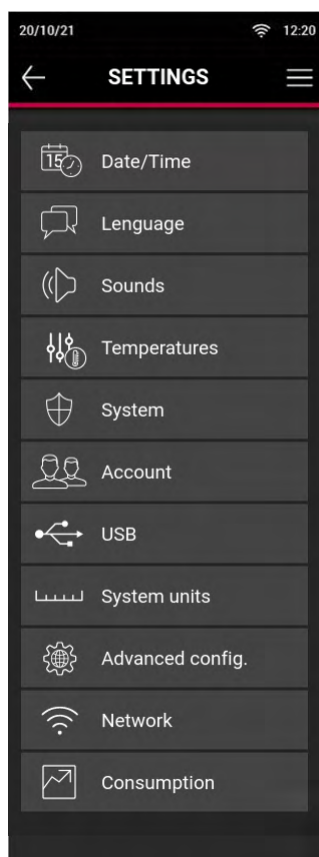 20/10/21 12:20
SETTINGS
15 Date/Time
Lenguage
Sounds
Temperatures
System
Account
USB
System units
Advanced config.
Network
Consumption